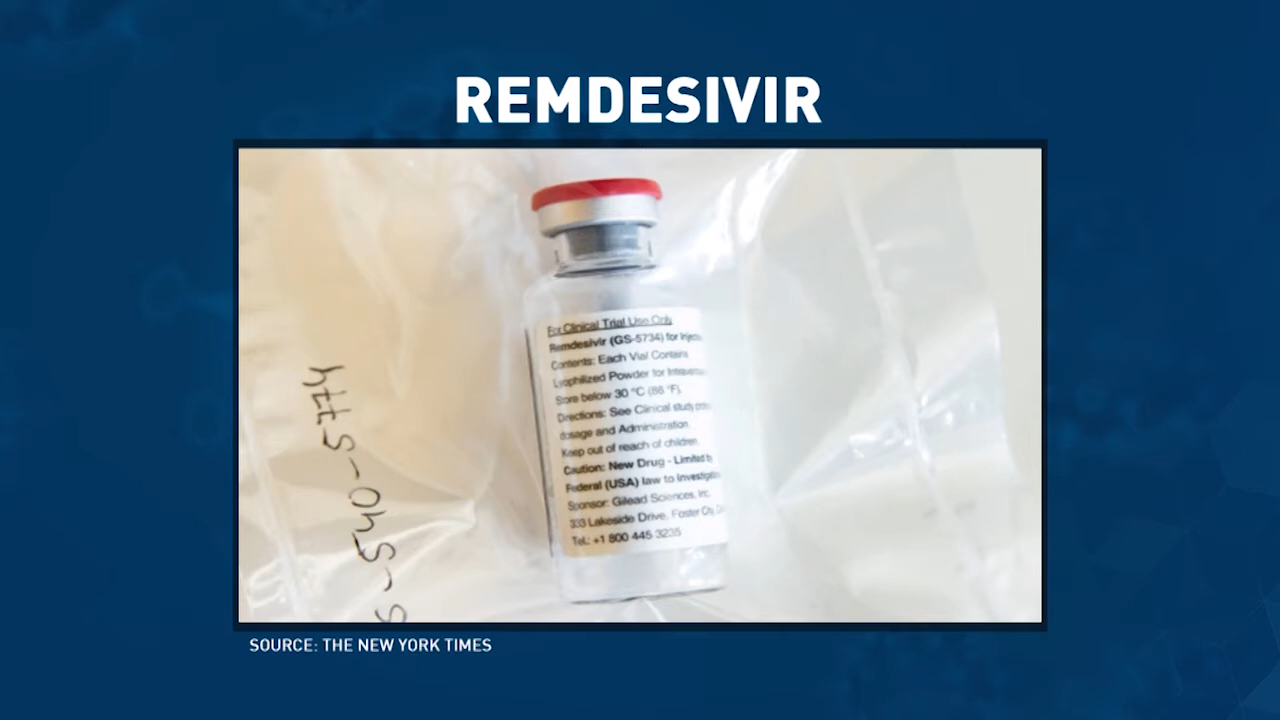 REMDESIVIR
For Clinical Trial Use Only
Remdesivir (GS-5734) for
Contents: Each Vial Contains
Lyophilized Powder for
Store below 30 °C (86 °F).
Directions: See Clinical study
dosage and Administration.
Keep out of reach of children.
Caution: New Drug - Limited
Federal (USA) law to
Sponsor: Gilead Sciences, Inc.
333 Lakeside Drive, Foster City,
Tel.: +1 800 445 3235
-540-5774
SOURCE: THE NEW YORK TIMES